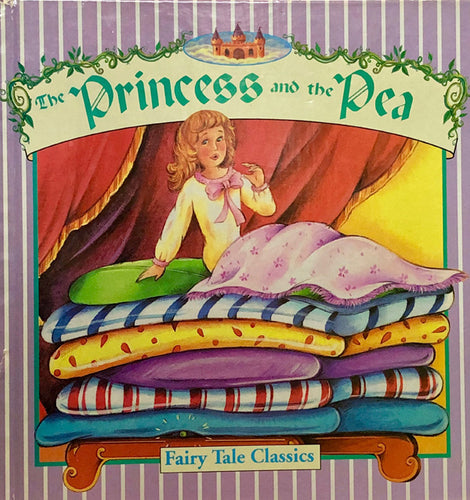 The Princess and the Pea
Fairy Tale Classics